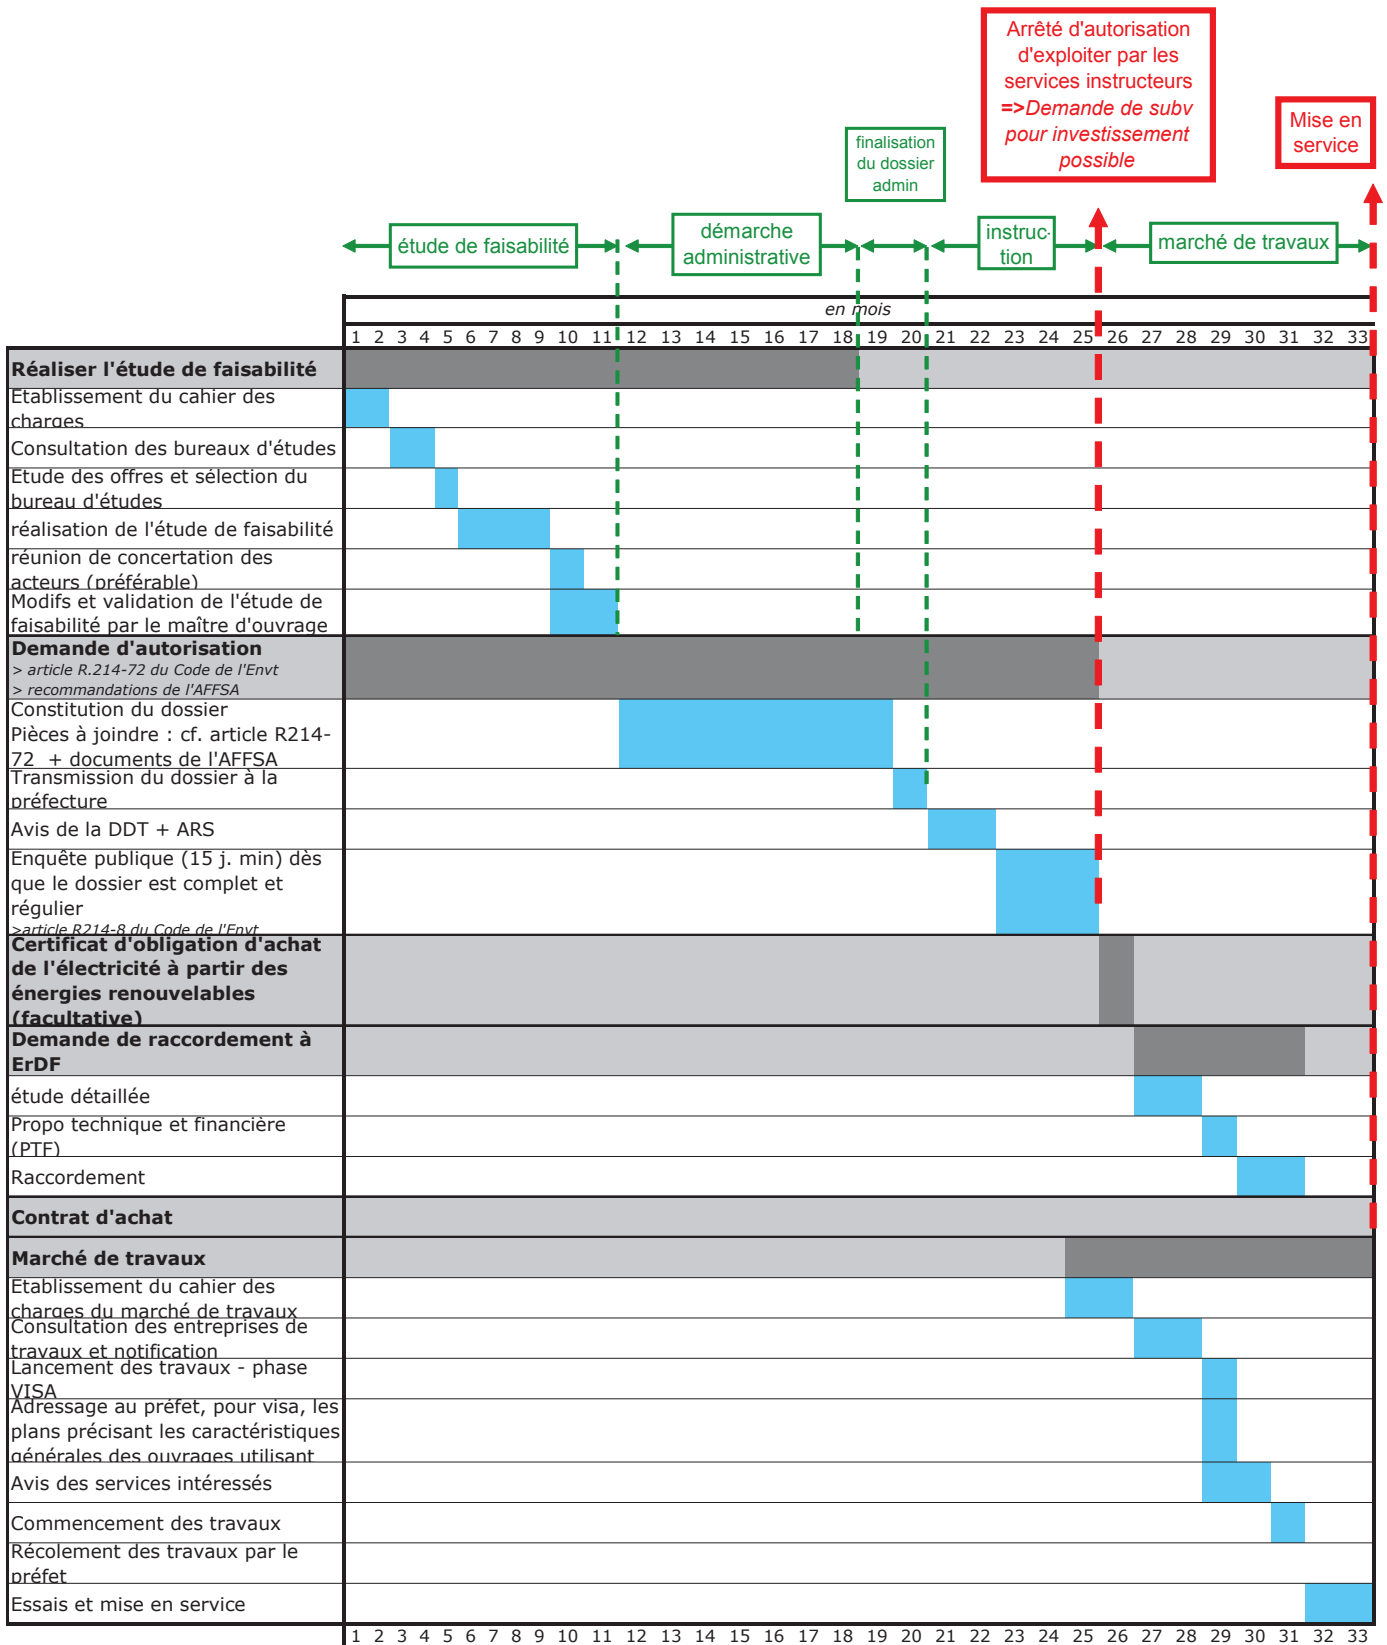 Arrêté d'autorisation
d'exploiter par les
services instructeurs
=>Demande de subv
pour investissement
possible
Mise en
service
finalisation
du dossier
admin
étude de faisabilité
démarche
administrative
instruc-
tion
marché de travaux
en mois
1 2 3 4 5 6 7 8 9 10 11 12 13 14 15 16 17 18 19 20 21 22 23 24 25 26 27 28 29 30 31 32 33
Réaliser l'étude de faisabilité
Etablissement du cahier des
charges
Consultation des bureaux d'études
Etude des offres et sélection du
bureau d'études
réalisation de l'étude de faisabilité
réunion de concertation des
acteurs (préférable)
Modifs et validation de l'étude de
faisabilité par le maître d'ouvrage
Demande d'autorisation
> article R.214-72 du Code de l'Envt
> recommandations de l'AFFSA
Constitution du dossier
Pièces à joindre : cf. article R214-
72 + documents de l'AFFSA
Transmission du dossier à la
préfecture
Avis de la DDT + ARS
Enquête publique (15 j. min) dès
que le dossier est complet et
régulier
>article R214-8 du Code de l'Envt
Certificat d'obligation d'achat
de l'électricité à partir des
énergies renouvelables
(facultative)
Demande de raccordement à
ErDF
étude détaillée
Propo technique et financière
(PTF)
Raccordement
Contrat d'achat
Marché de travaux
Etablissement du cahier des
charges du marché de travaux
Consultation des entreprises de
travaux et notification
Lancement des travaux - phase
VISA
Adressage au préfet, pour visa, les
plans précisant les caractéristiques
générales des ouvrages utilisant
Avis des services intéressés
Commencement des travaux
Récolement des travaux par le
préfet
Essais et mise en service
1 2 3 4 5 6 7 8 9 10 11 12 13 14 15 16 17 18 19 20 21 22 23 24 25 26 27 28 29 30 31 32 33